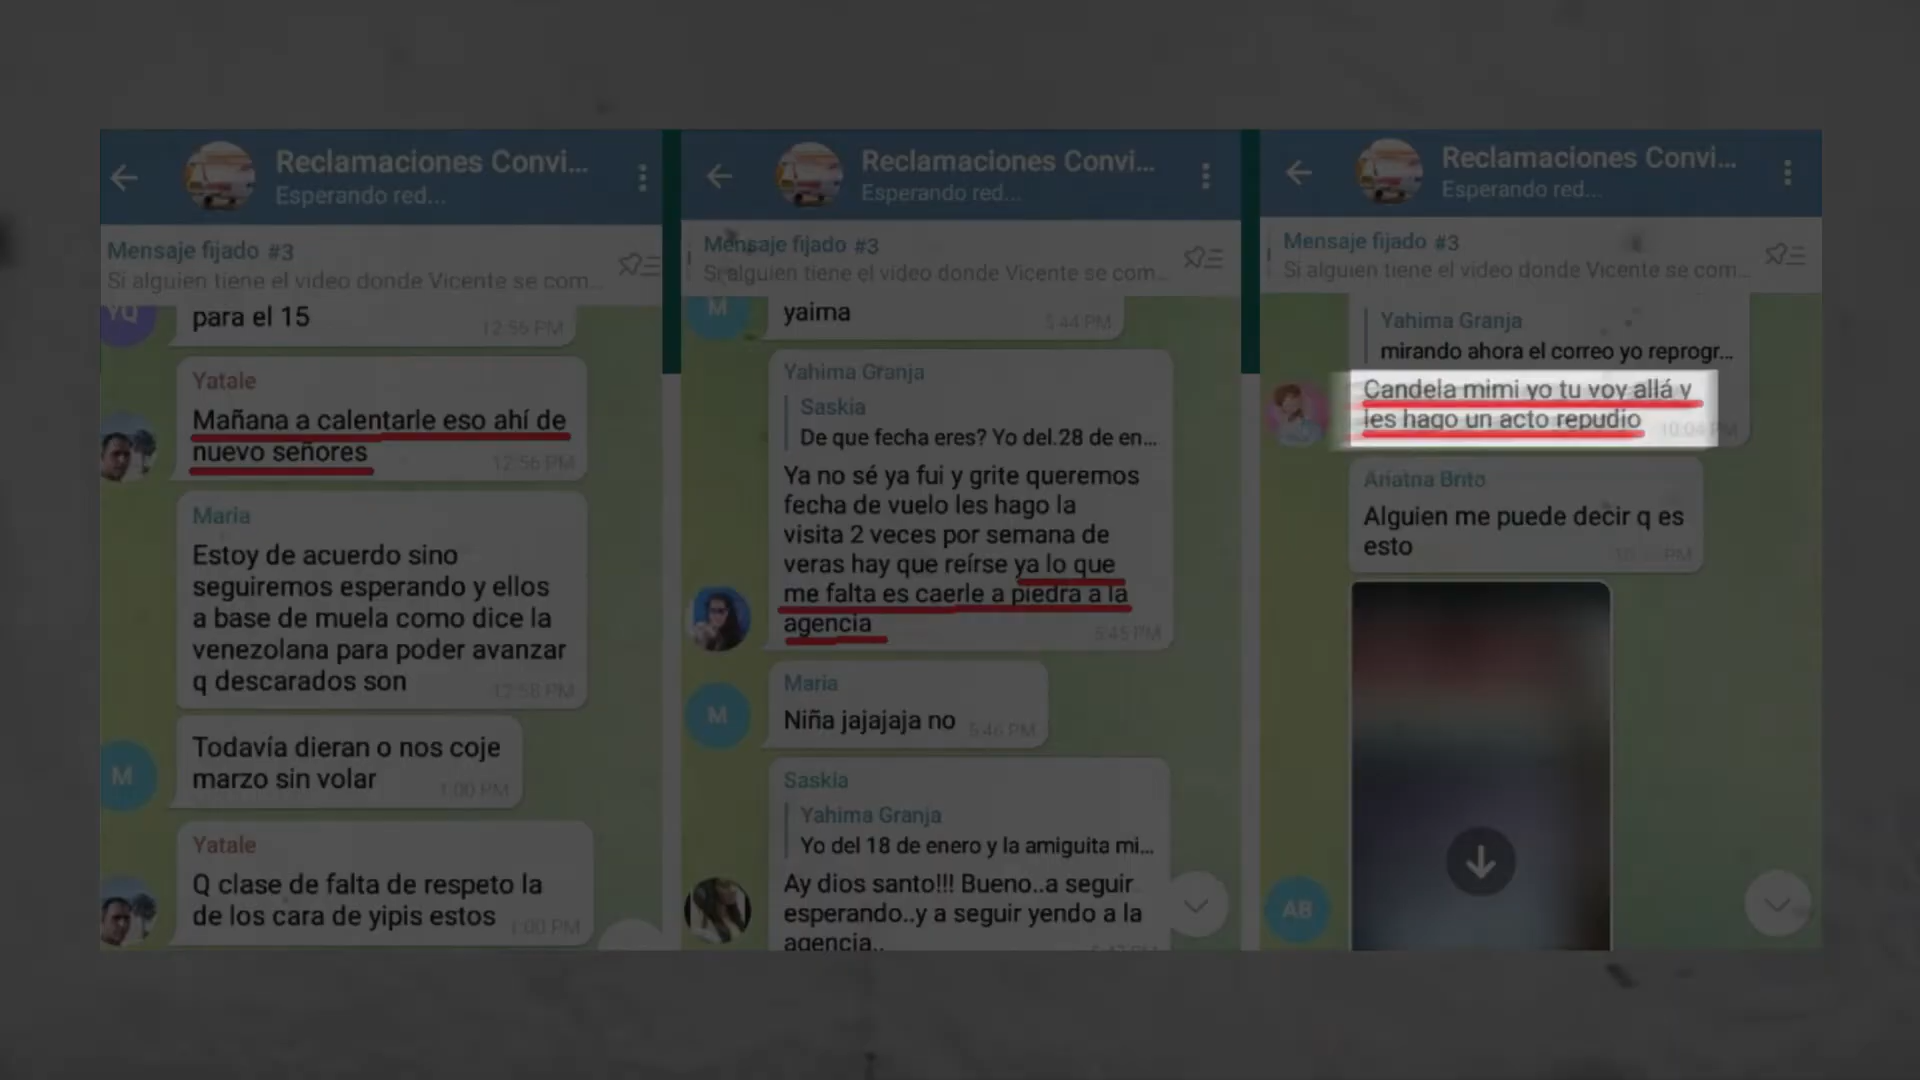 Reclamaciones Convi...
Esperando red...
Mensaje fijado #3
Si alguien tiene el video donde Vicente se com...
YQ
para el 15
12:56 PM
Yatale
Mañana a calentarle eso ahí de
nuevo señores
12:56 PM
Maria
Estoy de acuerdo sino
seguiremos esperando y ellos
a base de muela como dice la
venezolana para poder avanzar
q descarados son
12:58 PM
M
Todavía dieran o nos coje
marzo sin volar
1:00 PM
Yatale
Q clase de falta de respeto la
de los cara de yipis estos
1:00 PM
Reclamaciones Convi...
Esperando red...
Mensaje fijado #3
Si alguien tiene el video donde Vicente se com...
M
yaima
5:44 PM
Yahima Granja
Saskia
De que fecha eres? Yo del.28 de en...
Ya no sé ya fui y grite queremos
fecha de vuelo les hago la
visita 2 veces por semana de
veras hay que reírse ya lo que
me falta es caerle a piedra a la
agencia
5:45 PM
Maria
M
Niña jajajaja no
5:46 PM
Saskia
Yahima Granja
Yo del 18 de enero y la amiguita mi...
Ay dios santo!!! Bueno..a seguir
esperando..y a seguir yendo a la
agencia..
Reclamaciones Convi...
Esperando red...
Mensaje fijado #3
Si alguien tiene el video donde Vicente se com...
Yahima Granja
mirando ahora el correo yo reprogr...
Candela mimi yo tu voy allá y
les hago un acto repudio
10:04 PM
Ariatna Brito
Alguien me puede decir q es
esto
AB